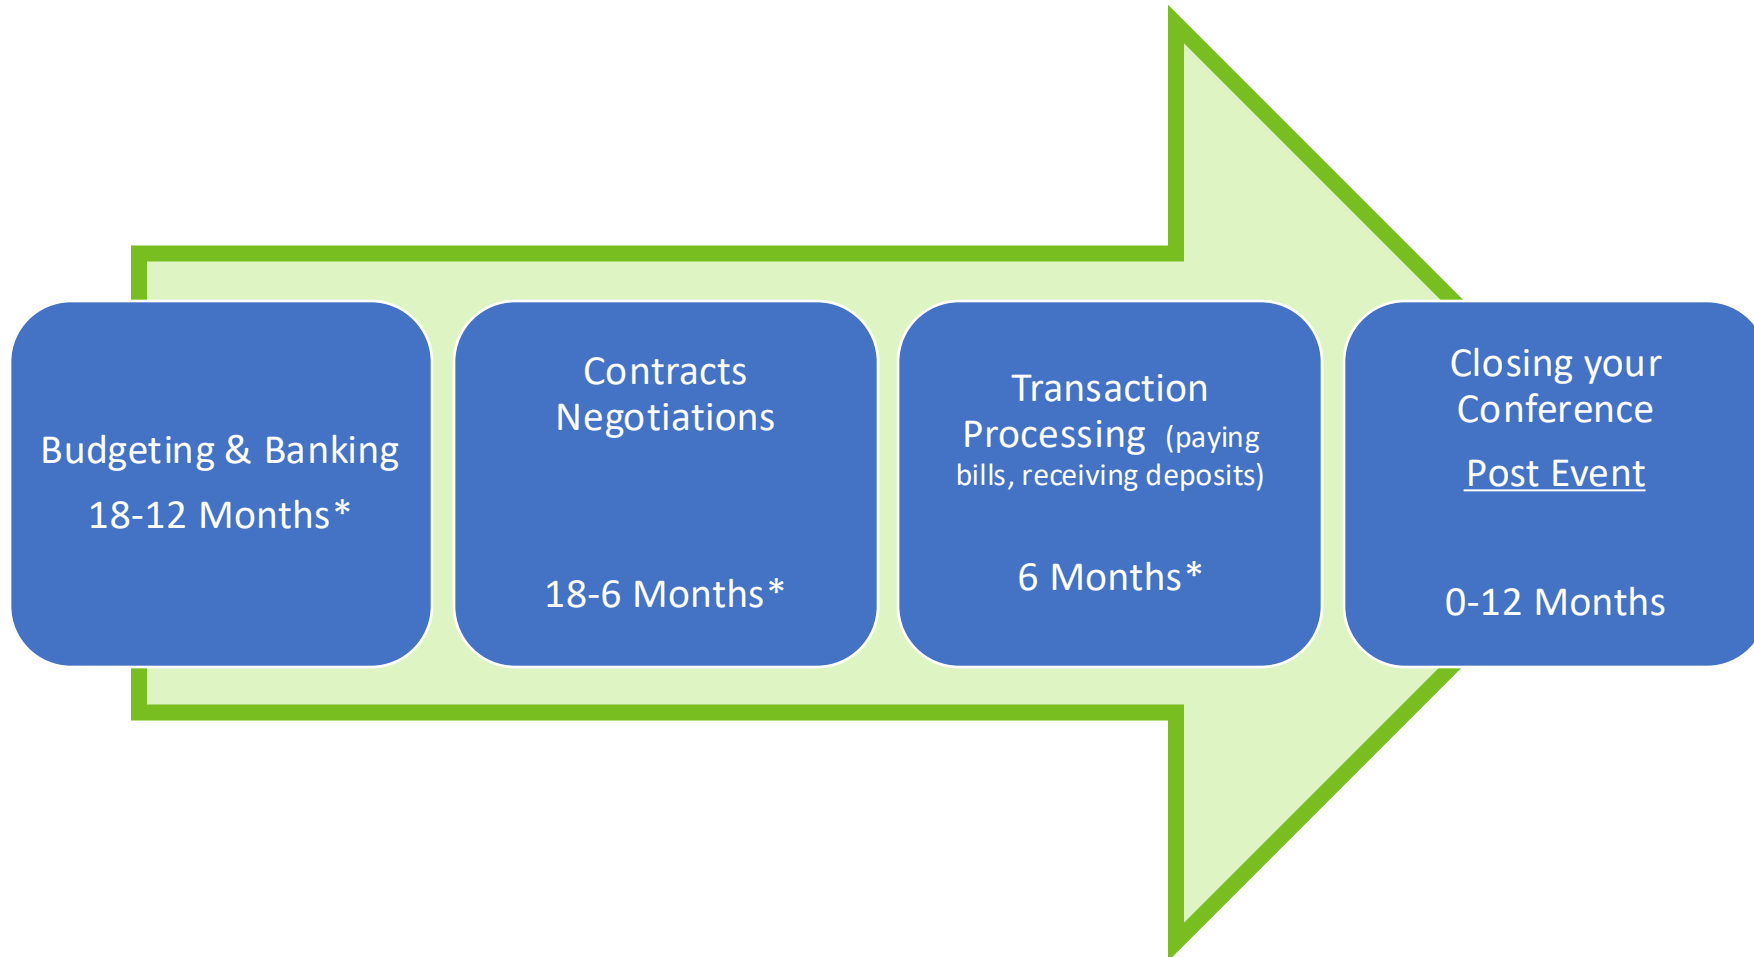 Budgeting & Banking
18-12 Months*
Contracts
Negotiations
18-6 Months*
Transaction
Processing (paying
bills, receiving deposits)
6 Months*
Closing your
Conference
Post Event
0-12 Months